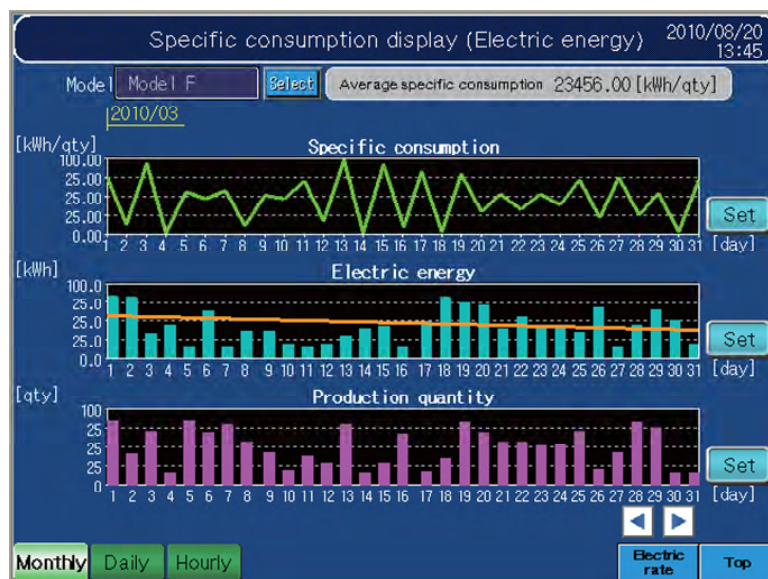 Specific consumption display (Electric energy) 2010/08/20
13:45
Model Model F Select Average specific consumption 23456.00 [kWh/qty]
2010/03
[kWh/qty] Specific consumption
100.00
25.00
25.00
0.00
1 2 3 4 5 6 7 8 9 10 11 12 13 14 15 16 17 18 19 20 21 22 23 24 25 26 27 28 29 30 31 [day]
Set
[kWh] Electric energy
100.0
25.0
25.0
25.0
0.0
1 2 3 4 5 6 7 8 9 10 11 12 13 14 15 16 17 18 19 20 21 22 23 24 25 26 27 28 29 30 31 [day]
Set
[qty] Production quantity
100
25
25
25
0
1 2 3 4 5 6 7 8 9 10 11 12 13 14 15 16 17 18 19 20 21 22 23 24 25 26 27 28 29 30 31 [day]
Set
Monthly Daily Hourly Electric rate Top